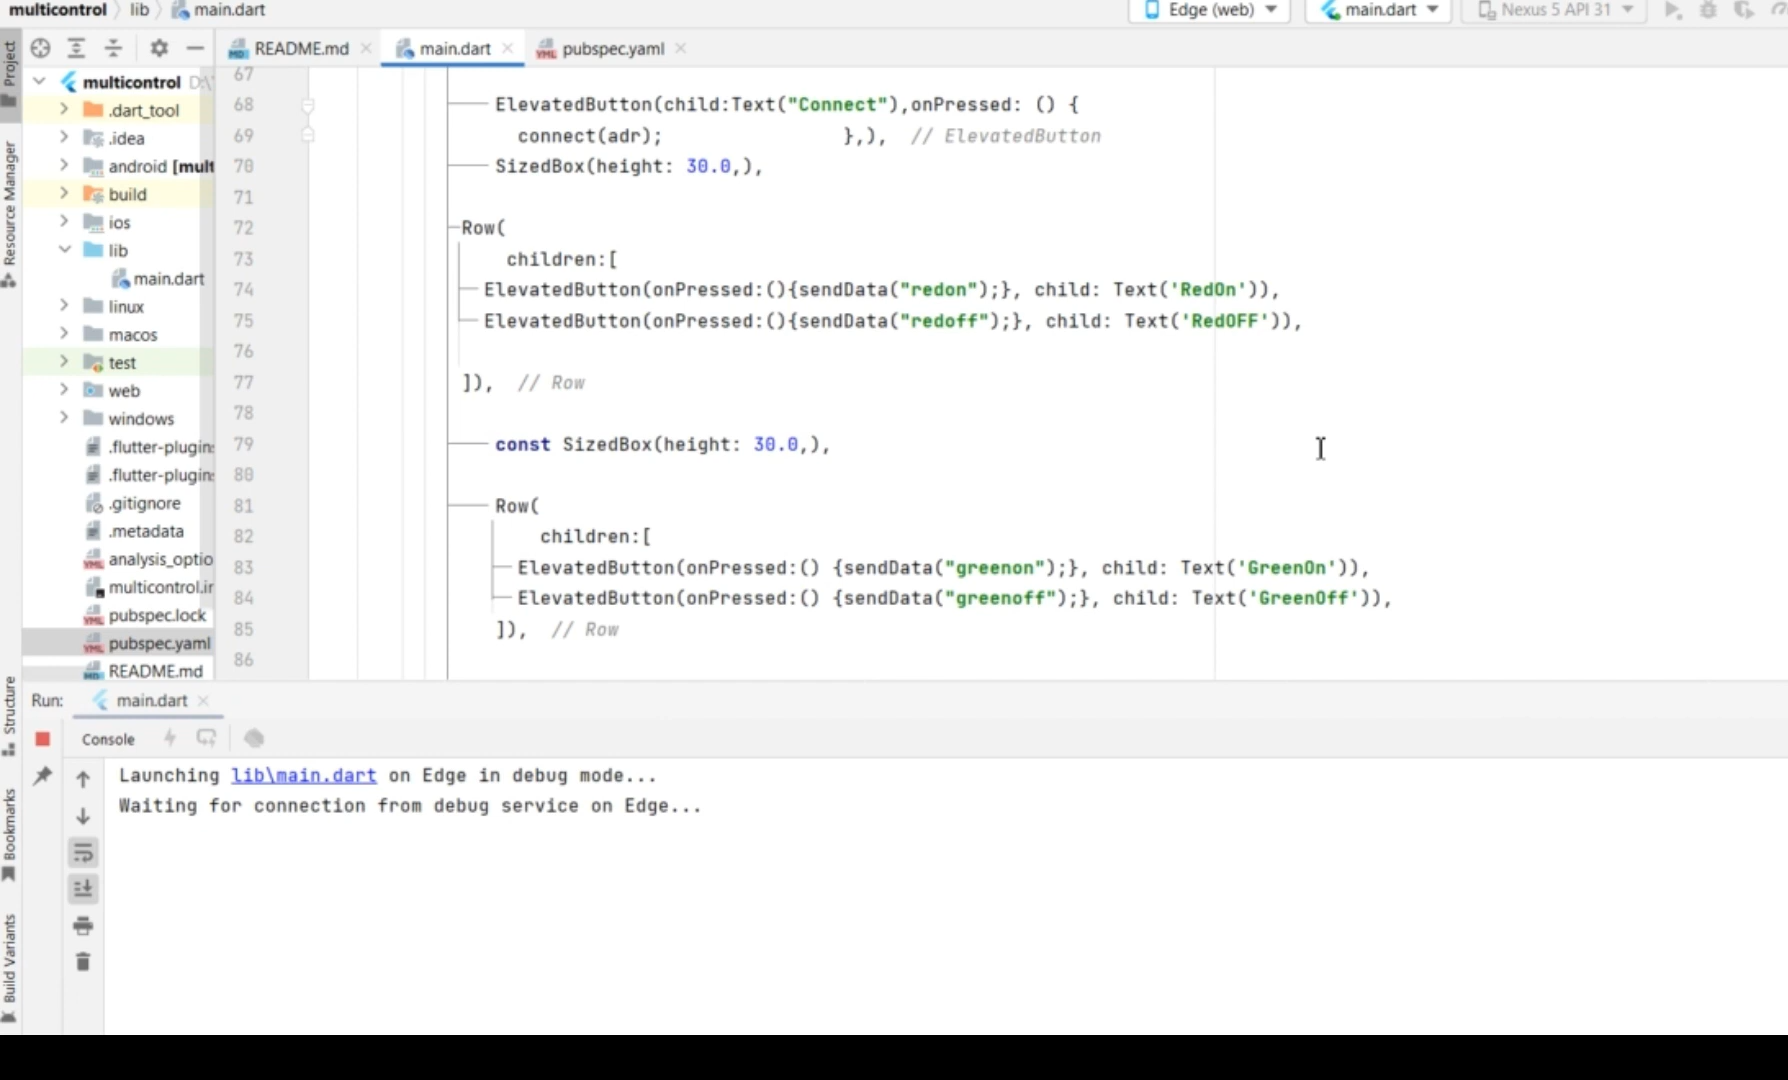 multicontrol lib main.dart Edge (web) main.dart Nexus 5 API 31
README.md main.dart pubspec.yaml
Project
Resource Manager
Structure
Bookmarks
Build Variants
multicontrol D:\
.dart_tool
.idea
android [mult
build
ios
lib
main.dart
linux
macos
test
web
windows
.flutter-plugin
.flutter-plugin
.gitignore
.metadata
analysis_optio
multicontrol.ir
pubspec.lock
pubspec.yaml
README.md
67
68 ElevatedButton(child:Text("Connect"),onPressed: () {
69 connect(adr); },), // ElevatedButton
70 SizedBox(height: 30.0,),
71
72 Row(
73 children:[
74 ElevatedButton(onPressed:(){sendData("redon");}, child: Text('RedOn')),
75 ElevatedButton(onPressed:(){sendData("redoff");}, child: Text('RedOFF')),
76
77 ]), // Row
78
79 const SizedBox(height: 30.0,),
80
81 Row(
82 children:[
83 ElevatedButton(onPressed:() {sendData("greenon");}, child: Text('GreenOn')),
84 ElevatedButton(onPressed:() {sendData("greenoff");}, child: Text('GreenOff')),
85 ]), // Row
86
Run: main.dart
Console
Launching lib\main.dart on Edge in debug mode...
Waiting for connection from debug service on Edge...